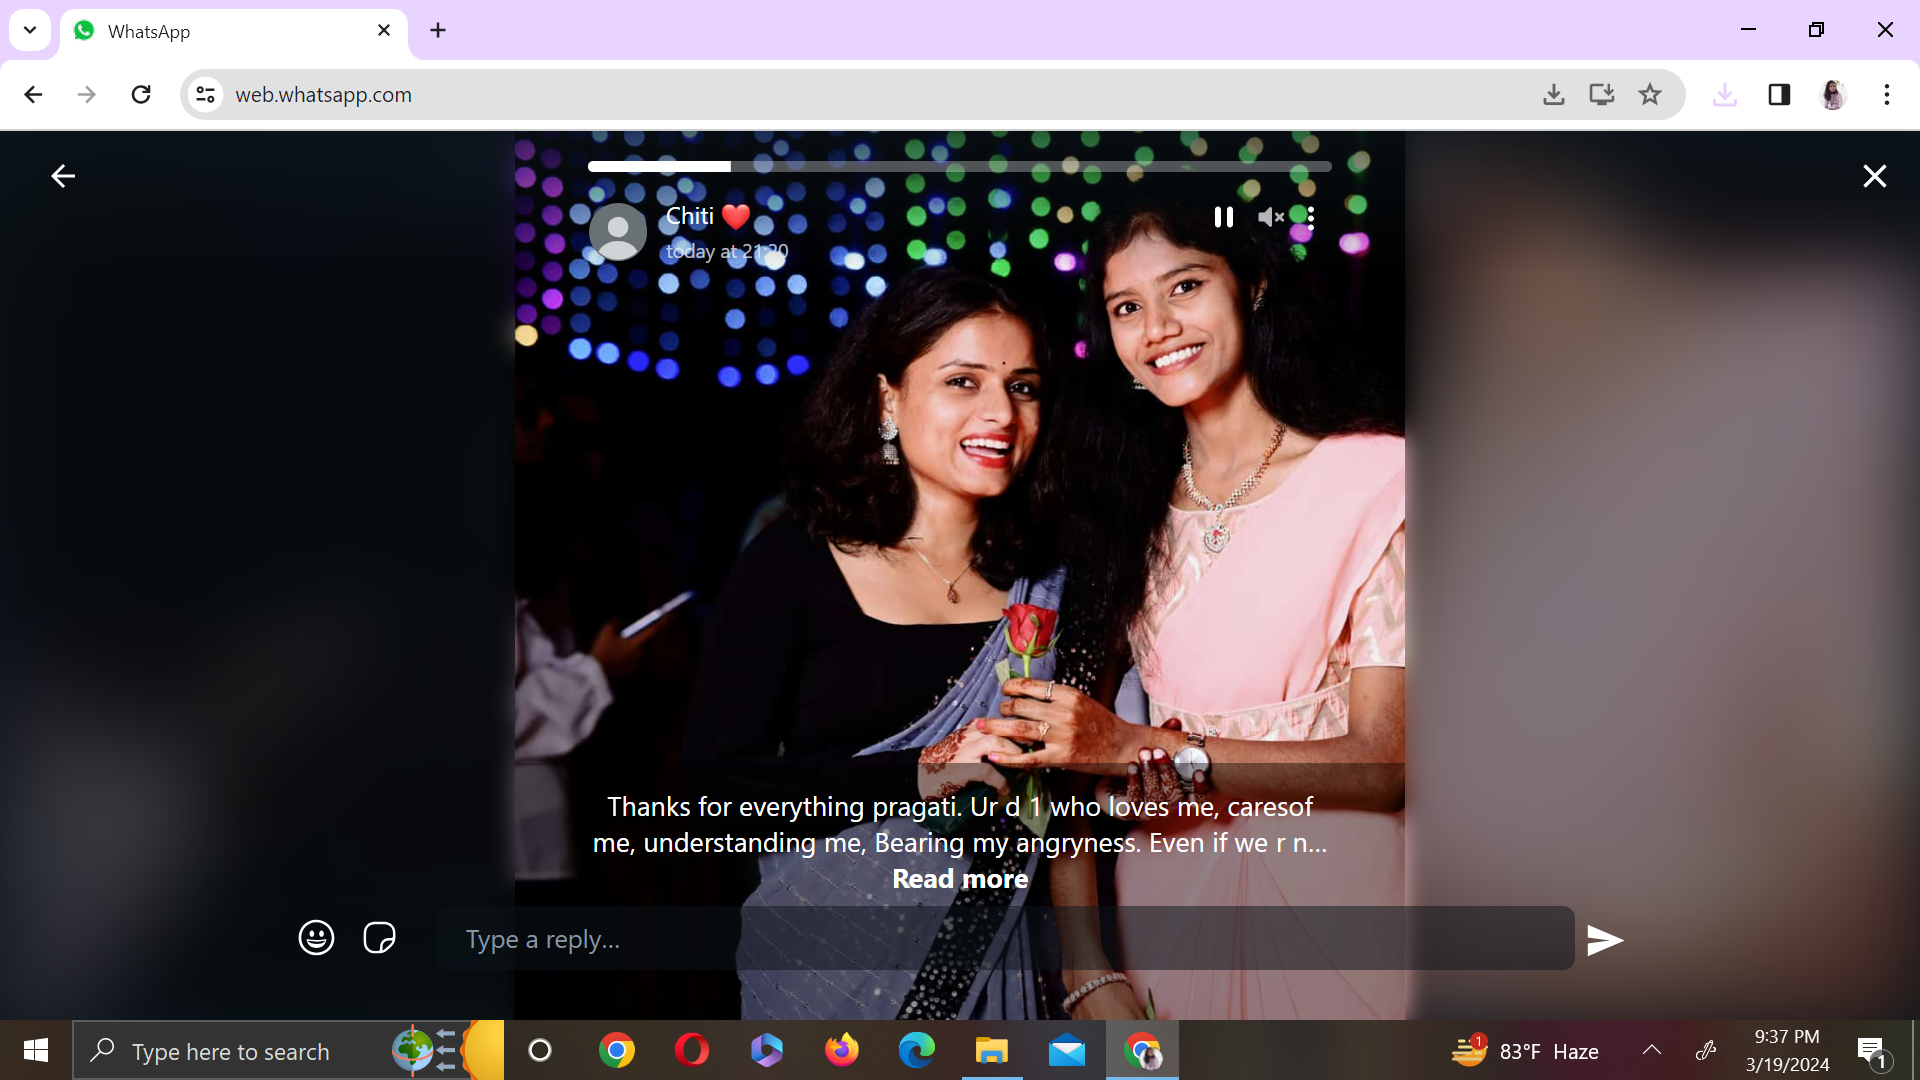 WhatsApp
web.whatsapp.com
Chiti ❤️
today at 21:20
Thanks for everything pragati. Ur d 1 who loves me, caresof
me, understanding me, Bearing my angryness. Even if we r n...
Read more
Type a reply...
Type here to search
1
83°F Haze
9:37 PM
3/19/2024
1